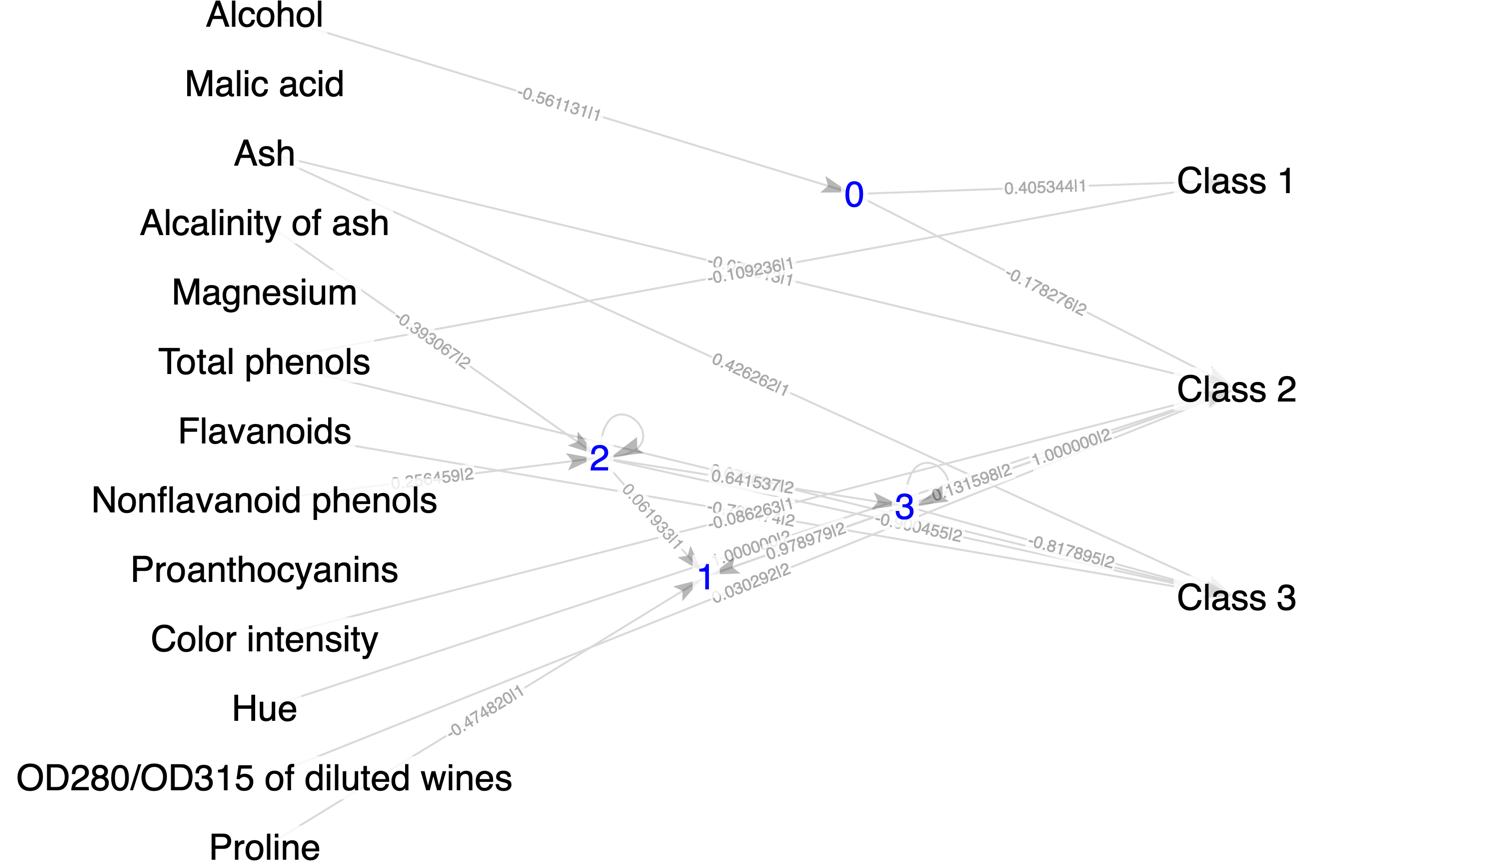 Alcohol
Malic acid
-0.561131|1
Ash
Class 1
0.405344|1
0
Alcalinity of ash
-0.109236|1
Magnesium
-0.178276|2
-0.393067|2
Total phenols
0.426262|1
Class 2
Flavanoids
1.000000|2
2
0.256459|2
0.641537|2
0.131598|2
Nonflavanoid phenols
0.061933|1
-0.086263|1
3
0.978979|2
-0.817895|2
Proanthocyanins
1
0.030292|2
Class 3
Color intensity
Hue
-0.474820|1
OD280/OD315 of diluted wines
Proline